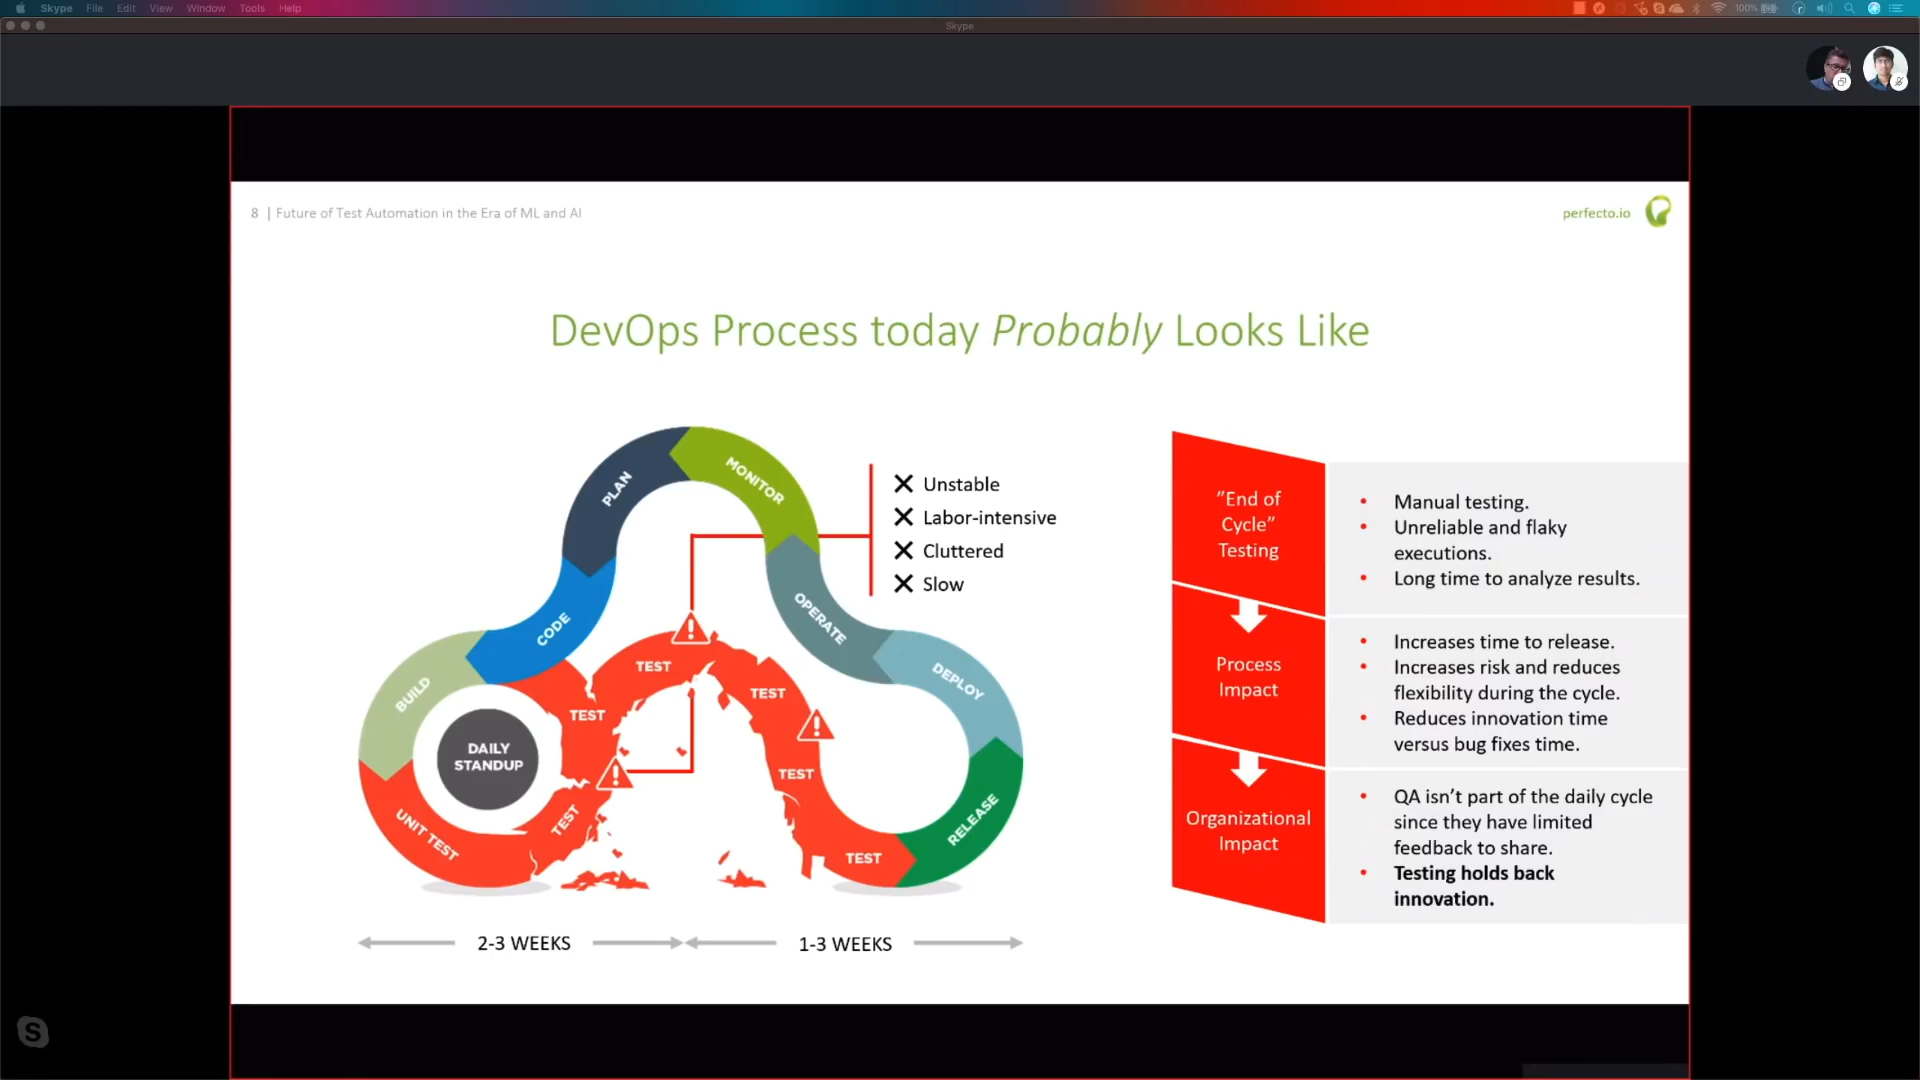 Skype File Edit View Window Tools Help
100%
Skype
8 | Future of Test Automation in the Era of ML and AI
perfecto.io
DevOps Process today Probably Looks Like
PLAN
MONITOR
CODE
OPERATE
BUILD
DEPLOY
UNIT TEST
RELEASE
DAILY
STANDUP
TEST
TEST
TEST
TEST
TEST
TEST
Unstable
Labor-intensive
Cluttered
Slow
2-3 WEEKS
1-3 WEEKS
”End of
Cycle”
Testing
• Manual testing.
• Unreliable and flaky
executions.
• Long time to analyze results.
Process
Impact
• Increases time to release.
• Increases risk and reduces
flexibility during the cycle.
• Reduces innovation time
versus bug fixes time.
Organizational
Impact
• QA isn’t part of the daily cycle
since they have limited
feedback to share.
• Testing holds back
innovation.